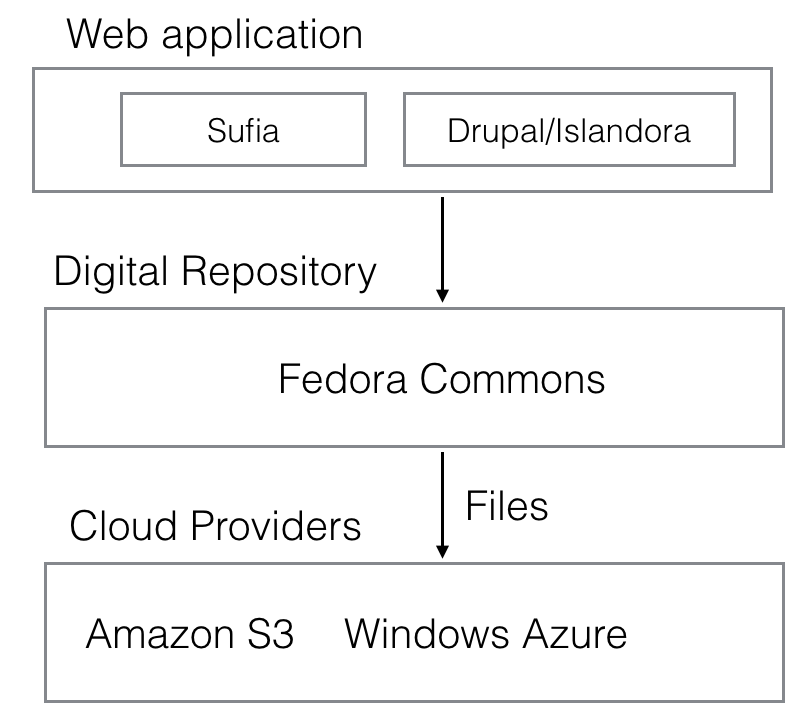 Web application
Sufia
Drupal/Islandora
Digital Repository
Fedora Commons
Files
Cloud Providers
Amazon S3
Windows Azure